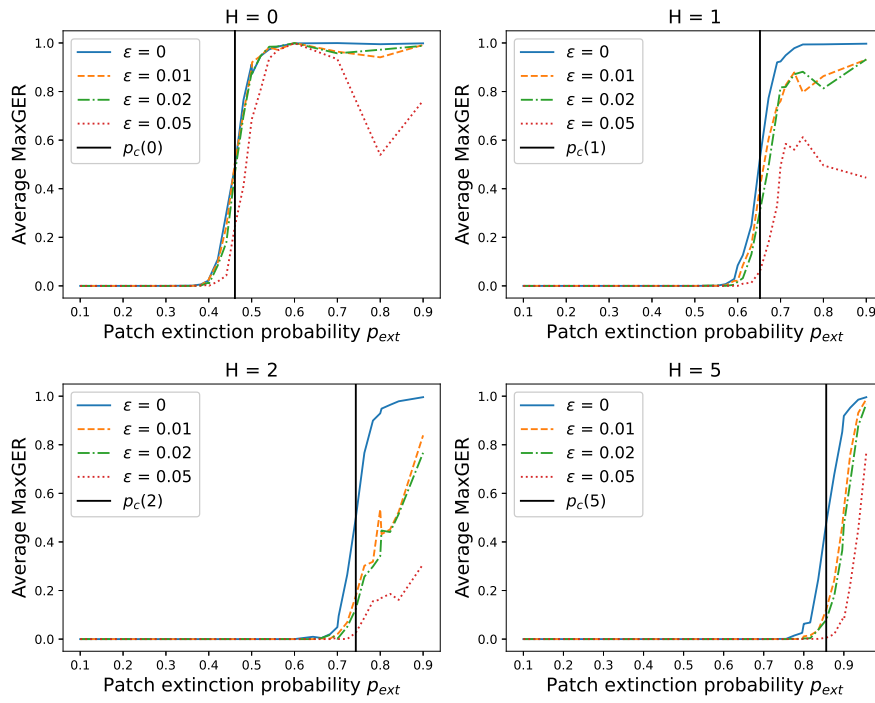 H = 0
1.0
0.8
0.6
0.4
0.2
0.0
Average MaxGER
ε = 0
ε = 0.01
ε = 0.02
ε = 0.05
p_c(0)
0.1 0.2 0.3 0.4 0.5 0.6 0.7 0.8 0.9
Patch extinction probability p_ext
H = 1
1.0
0.8
0.6
0.4
0.2
0.0
Average MaxGER
ε = 0
ε = 0.01
ε = 0.02
ε = 0.05
p_c(1)
0.1 0.2 0.3 0.4 0.5 0.6 0.7 0.8 0.9
Patch extinction probability p_ext
H = 2
1.0
0.8
0.6
0.4
0.2
0.0
Average MaxGER
ε = 0
ε = 0.01
ε = 0.02
ε = 0.05
p_c(2)
0.1 0.2 0.3 0.4 0.5 0.6 0.7 0.8 0.9
Patch extinction probability p_ext
H = 5
1.0
0.8
0.6
0.4
0.2
0.0
Average MaxGER
ε = 0
ε = 0.01
ε = 0.02
ε = 0.05
p_c(5)
0.1 0.2 0.3 0.4 0.5 0.6 0.7 0.8 0.9
Patch extinction probability p_ext